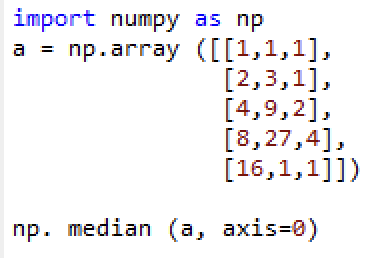 import numpy as np
a = np.array ([[1,1,1],
[2,3,1],
[4,9,2],
[8,27,4],
[16,1,1]])
np. median (a, axis=0)